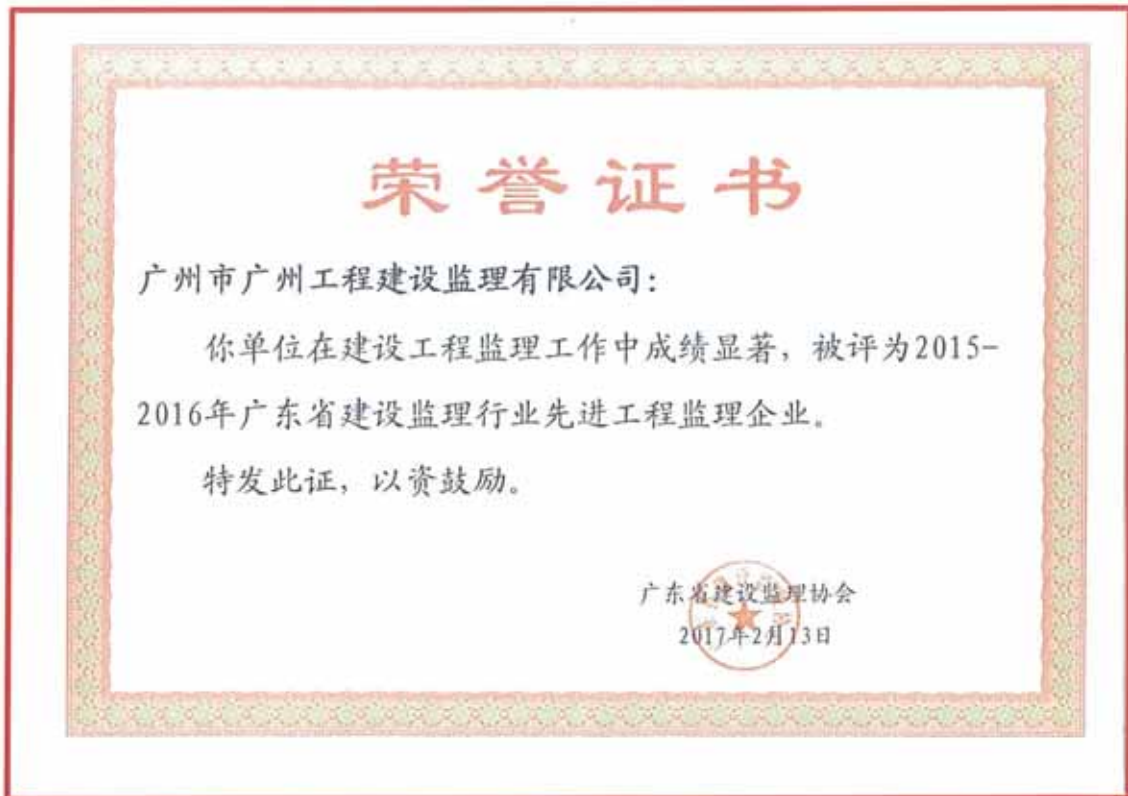 荣誉证书
广州市广州工程建设监理有限公司：
你单位在建设工程监理工作中成绩显著，被评为2015-
2016年广东省建设监理行业先进工程监理企业。
特发此证，以资鼓励。
广东省建设监理协会
2017年2月13日